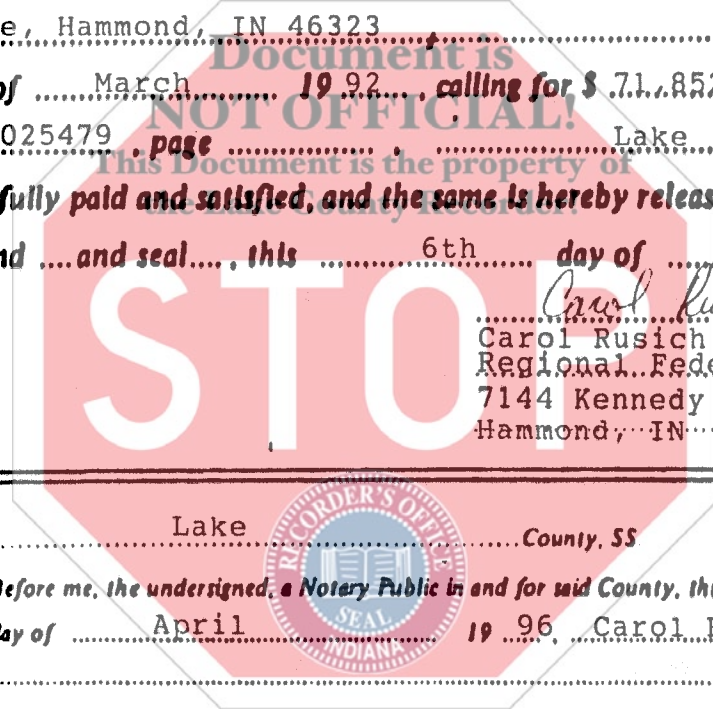 e, Hammond, IN 46323
Document is
of March 19 92 calling for $ 71,852
NOT OFFICIAL!
025479 , page , Lake
This Document is the property of
fully paid and satisfied, and the same is hereby releas
the Lake County Recorder!
nd and seal , this 6th day of
STOP
Carol Ru
Carol Rusich
Regional Fede
7144 Kennedy
Hammond, IN
Lake County, SS.
RECORDER'S OFFICE
Before me, the undersigned, a Notary Public in and for said County, th
SEAL
day of April 19 96, Carol
INDIANA